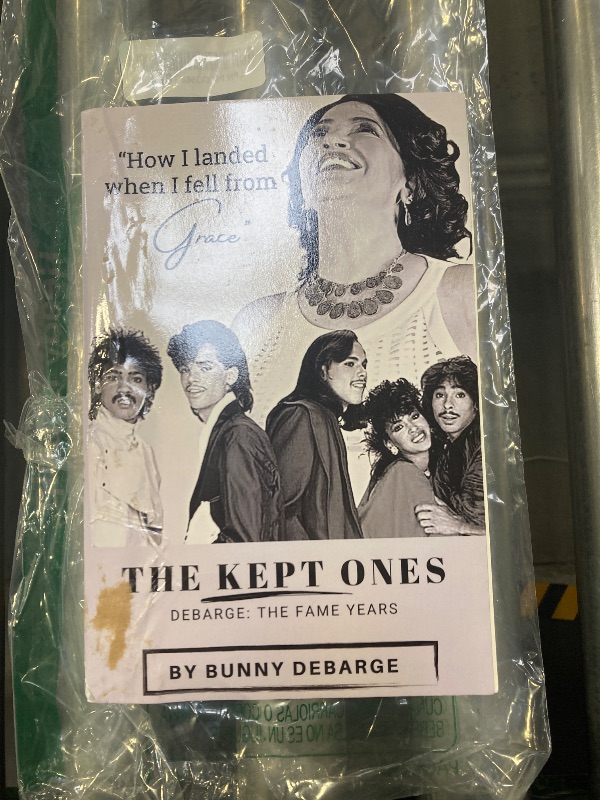 "How I landed
when I fell from
Grace"
THE KEPT ONES
DEBARGE: THE FAME YEARS
BY BUNNY DEBARGE